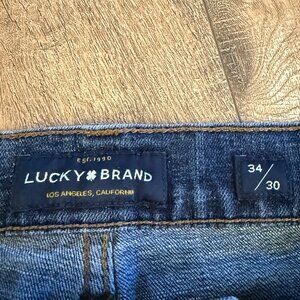 EST. 1990
LUCKY BRAND
LOS ANGELES, CALIFORNIA
34
/
30